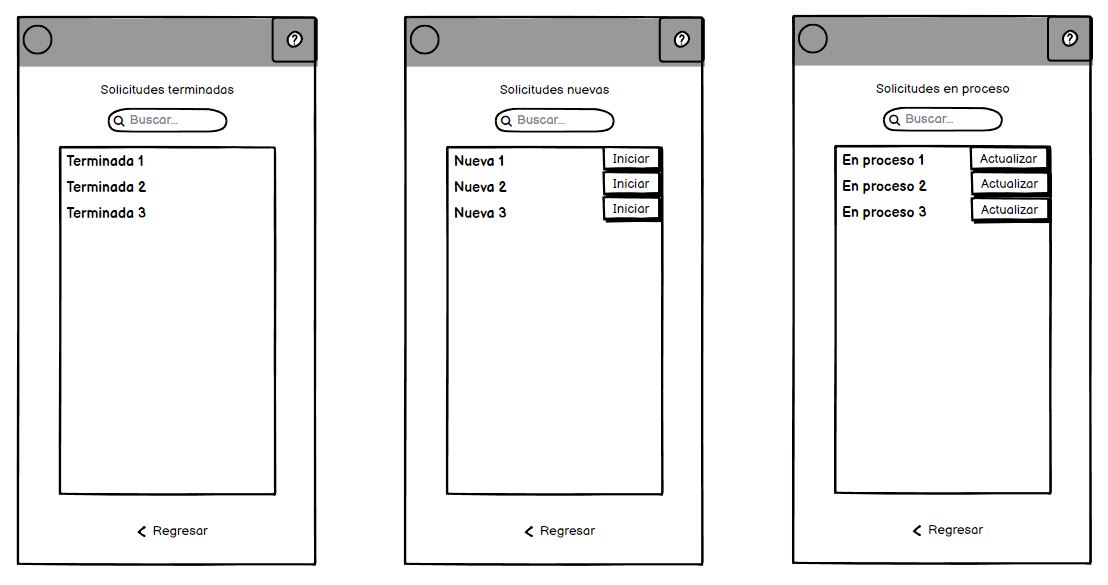 ?
Solicitudes terminadas
Buscar...
Terminada 1
Terminada 2
Terminada 3
Regresar
?
Solicitudes nuevas
Buscar...
Nueva 1 Iniciar
Nueva 2 Iniciar
Nueva 3 Iniciar
Regresar
?
Solicitudes en proceso
Buscar...
En proceso 1 Actualizar
En proceso 2 Actualizar
En proceso 3 Actualizar
Regresar